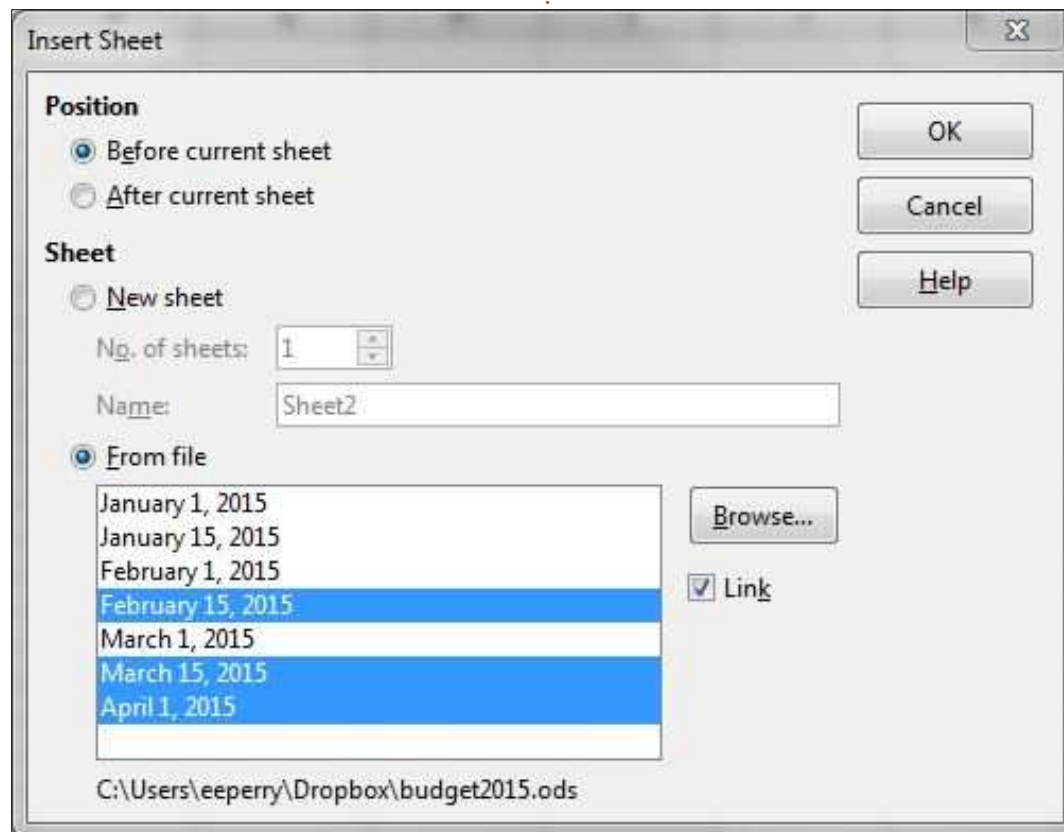 Insert Sheet
Position
Before current sheet
After current sheet
OK
Cancel
Help
Sheet
New sheet
No. of sheets: 1
Name: Sheet2
From file
January 1, 2015
January 15, 2015
February 1, 2015
February 15, 2015
March 1, 2015
March 15, 2015
April 1, 2015
Browse...
Link
C:\Users\eeperry\Dropbox\budget2015.ods